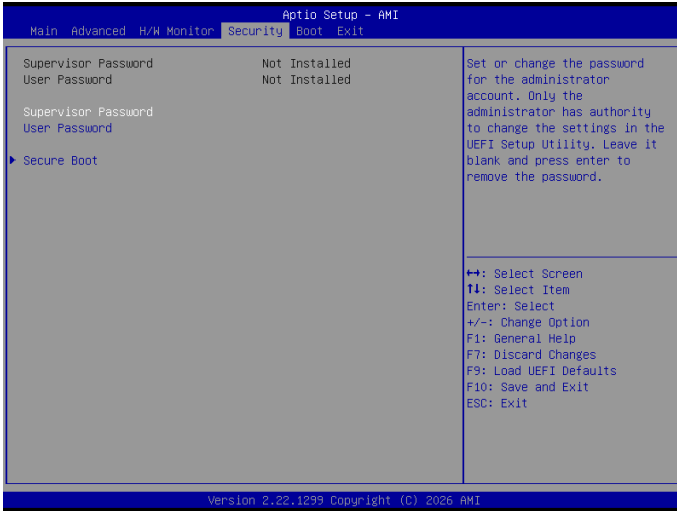 Aptio Setup – AMI
Main Advanced H/W Monitor Security Boot Exit
Supervisor Password Not Installed
User Password Not Installed
Supervisor Password
User Password
Secure Boot
Set or change the password
for the administrator
account. Only the
administrator has authority
to change the settings in the
UEFI Setup Utility. Leave it
blank and press enter to
remove the password.
↔: Select Screen
↑↓: Select Item
Enter: Select
+/-: Change Option
F1: General Help
F7: Discard Changes
F9: Load UEFI Defaults
F10: Save and Exit
ESC: Exit
Version 2.22.1299 Copyright (C) 2026 AMI